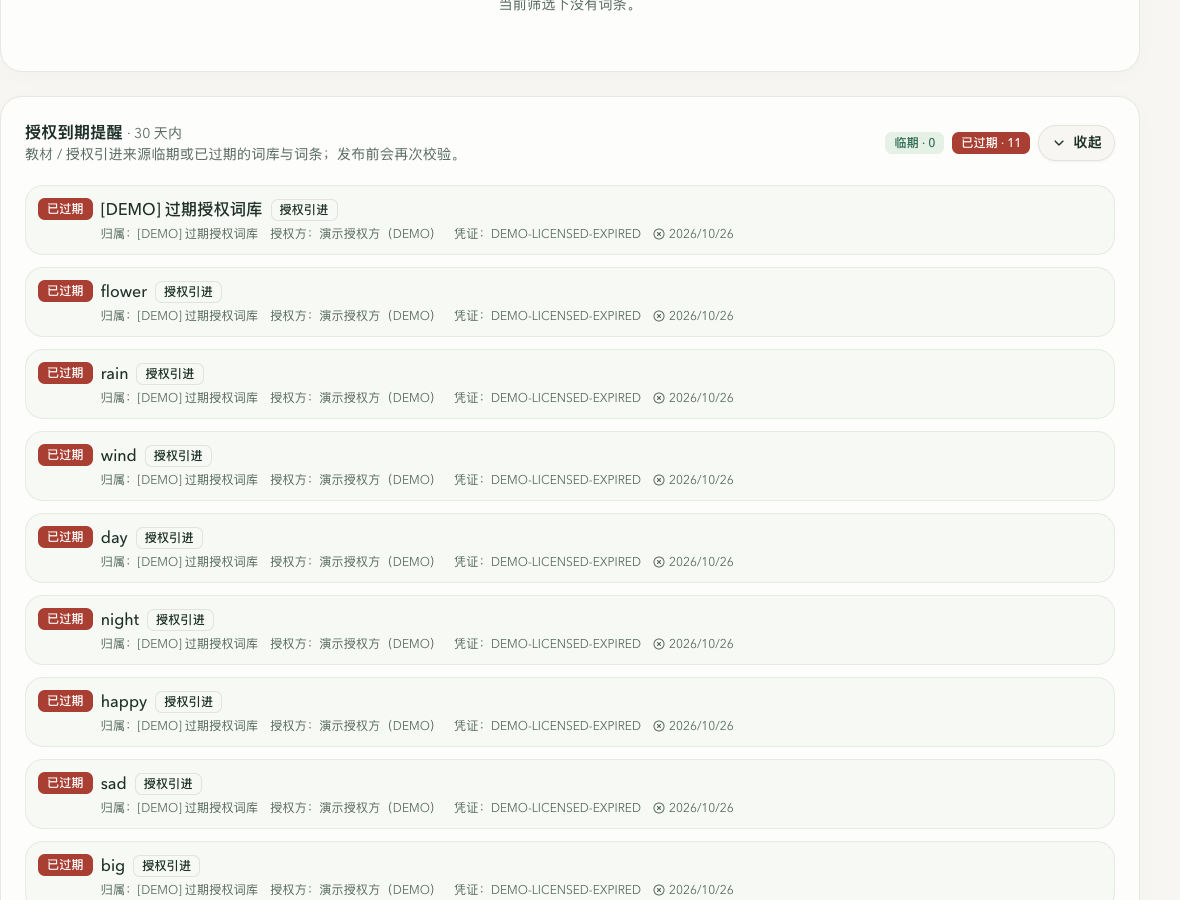 当前筛选下没有词条。
授权到期提醒 · 30 天内
教材 / 授权引进来源临期或已过期的词库与词条；发布前会再次校验。
临期 · 0 已过期 · 11 收起
已过期 [DEMO] 过期授权词库 授权引进
归属：[DEMO] 过期授权词库 授权方：演示授权方（DEMO） 凭证：DEMO-LICENSED-EXPIRED 2026/10/26
已过期 flower 授权引进
归属：[DEMO] 过期授权词库 授权方：演示授权方（DEMO） 凭证：DEMO-LICENSED-EXPIRED 2026/10/26
已过期 rain 授权引进
归属：[DEMO] 过期授权词库 授权方：演示授权方（DEMO） 凭证：DEMO-LICENSED-EXPIRED 2026/10/26
已过期 wind 授权引进
归属：[DEMO] 过期授权词库 授权方：演示授权方（DEMO） 凭证：DEMO-LICENSED-EXPIRED 2026/10/26
已过期 day 授权引进
归属：[DEMO] 过期授权词库 授权方：演示授权方（DEMO） 凭证：DEMO-LICENSED-EXPIRED 2026/10/26
已过期 night 授权引进
归属：[DEMO] 过期授权词库 授权方：演示授权方（DEMO） 凭证：DEMO-LICENSED-EXPIRED 2026/10/26
已过期 happy 授权引进
归属：[DEMO] 过期授权词库 授权方：演示授权方（DEMO） 凭证：DEMO-LICENSED-EXPIRED 2026/10/26
已过期 sad 授权引进
归属：[DEMO] 过期授权词库 授权方：演示授权方（DEMO） 凭证：DEMO-LICENSED-EXPIRED 2026/10/26
已过期 big 授权引进
归属：[DEMO] 过期授权词库 授权方：演示授权方（DEMO） 凭证：DEMO-LICENSED-EXPIRED 2026/10/26